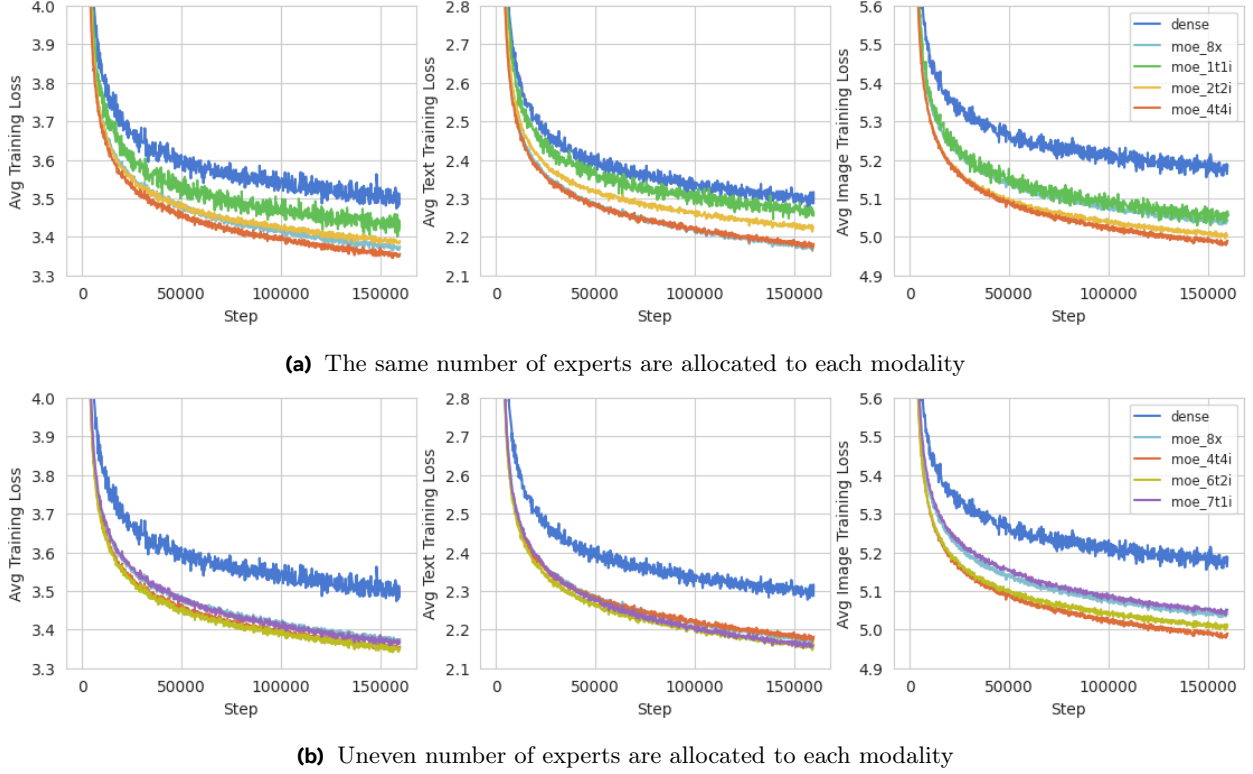 4.0
3.9
3.8
3.7
3.6
3.5
3.4
3.3
Avg Training Loss
0 50000 100000 150000
Step
2.8
2.7
2.6
2.5
2.4
2.3
2.2
2.1
Avg Text Training Loss
0 50000 100000 150000
Step
5.6
5.5
5.4
5.3
5.2
5.1
5.0
4.9
Avg Image Training Loss
0 50000 100000 150000
Step
dense
moe_8x
moe_1t1i
moe_2t2i
moe_4t4i
(a) The same number of experts are allocated to each modality
4.0
3.9
3.8
3.7
3.6
3.5
3.4
3.3
Avg Training Loss
0 50000 100000 150000
Step
2.8
2.7
2.6
2.5
2.4
2.3
2.2
2.1
Avg Text Training Loss
0 50000 100000 150000
Step
5.6
5.5
5.4
5.3
5.2
5.1
5.0
4.9
Avg Image Training Loss
0 50000 100000 150000
Step
dense
moe_8x
moe_4t4i
moe_6t2i
moe_7t1i
(b) Uneven number of experts are allocated to each modality